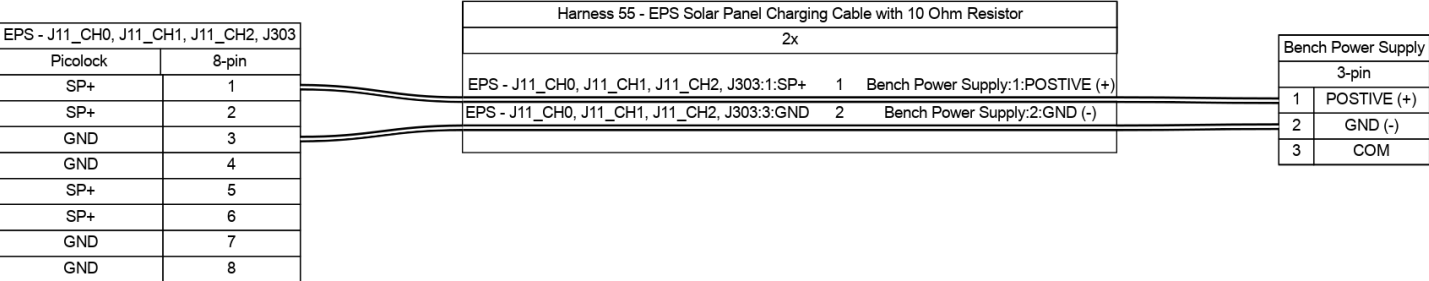 EPS - J11_CH0, J11_CH1, J11_CH2, J303
Picolock 8-pin
SP+ 1
SP+ 2
GND 3
GND 4
SP+ 5
SP+ 6
GND 7
GND 8
Harness 55 - EPS Solar Panel Charging Cable with 10 Ohm Resistor
2x
EPS - J11_CH0, J11_CH1, J11_CH2, J303:1:SP+ 1 Bench Power Supply:1:POSTIVE (+)
EPS - J11_CH0, J11_CH1, J11_CH2, J303:3:GND 2 Bench Power Supply:2:GND (-)
Bench Power Supply
3-pin
1 POSTIVE (+)
2 GND (-)
3 COM